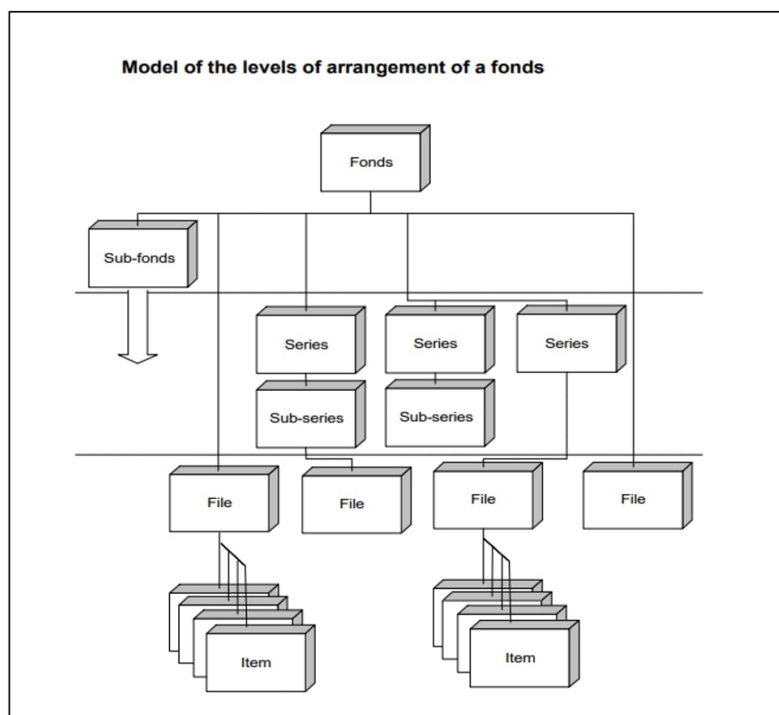 Model of the levels of arrangement of a fonds
Fonds
Sub-fonds
Series
Series
Series
Sub-series
Sub-series
File
File
File
File
Item
Item